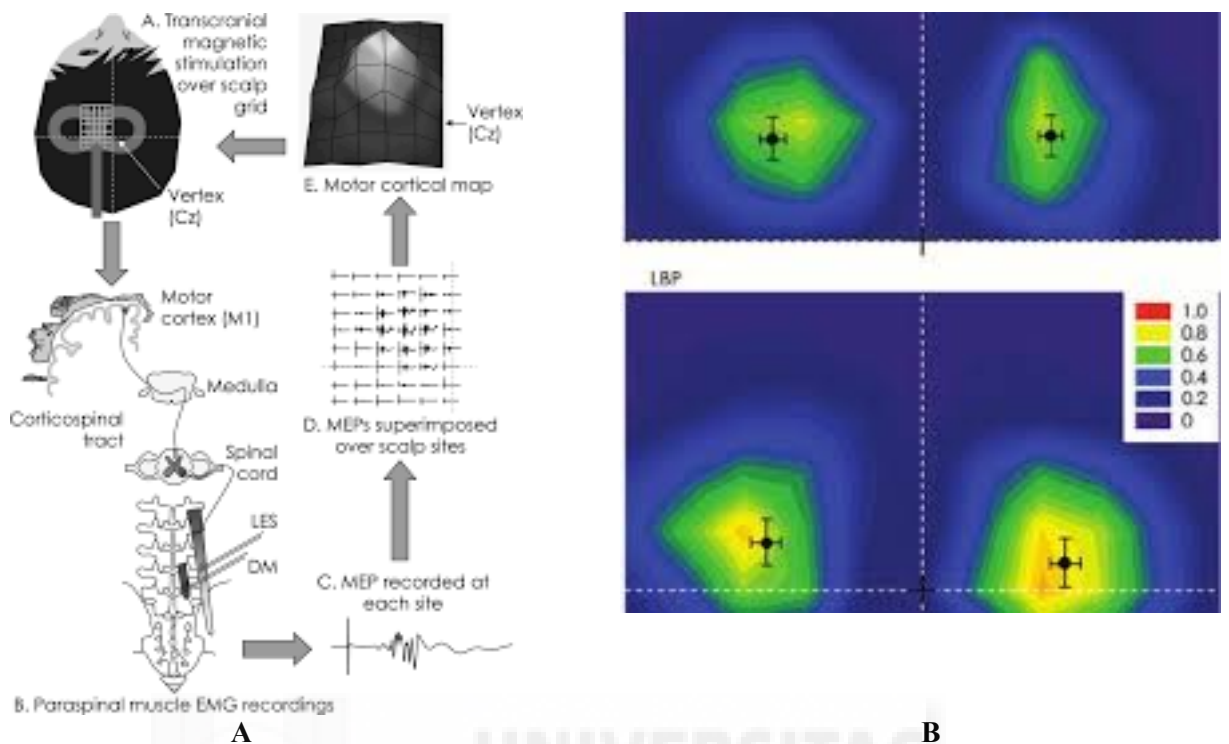 A. Transcranial
magnetic
stimulation
over scalp
grid
Vertex
(Cz)
Motor
cortex (M1)
Medulla
Corticospinal
tract
Spinal
cord
LES
DM
B. Paraspinal muscle EMG recordings
C. MEP recorded at
each site
D. MEPs superimposed
over scalp sites
E. Motor cortical map
Vertex
(Cz)
A
LBP
1.0
0.8
0.6
0.4
0.2
0
B
UNIVERSITAS